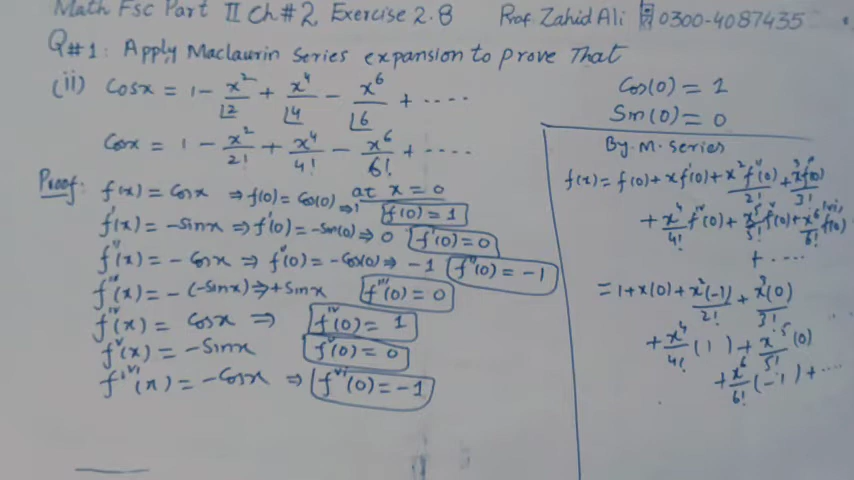 Math Fsc Part II Ch#2, Exercise 2.8 Prof. Zahid Ali 0300-4087435
Q#1: Apply Maclaurin Series expansion to prove That
(ii) Cosx = 1 - x²/⌊2 + x⁴/⌊4 - x⁶/⌊6 + ....
Cosx = 1 - x²/2! + x⁴/4! - x⁶/6! + ....
Proof: f(x) = Cosx ⇒ f(0) = Cos(0) ⇒ 1 at x = 0 f(0) = 1
f'(x) = -Sinx ⇒ f'(0) = -Sin(0) ⇒ 0 f'(0) = 0
f''(x) = -Cosx ⇒ f''(0) = -Cos(0) ⇒ -1 f''(0) = -1
f'''(x) = -(-Sinx) ⇒ +Sinx f'''(0) = 0
f^iv(x) = Cosx ⇒ f^iv(0) = 1
f^v(x) = -Sinx f^v(0) = 0
f^vi(x) = -Cosx ⇒ f^vi(0) = -1
Cos(0) = 1
Sin(0) = 0
By M. series
f(x) = f(0) + xf'(0) + x²f''(0)/2! + x³f'''(0)/3!
+ x⁴/4! f^iv(0) + x⁵/5! f^v(0) + x⁶/6! f^vi(0)
+ ....
= 1 + x(0) + x²(-1)/2! + x³(0)/3!
+ x⁴/4! (1) + x⁵/5! (0)
+ x⁶/6! (-1) + ....